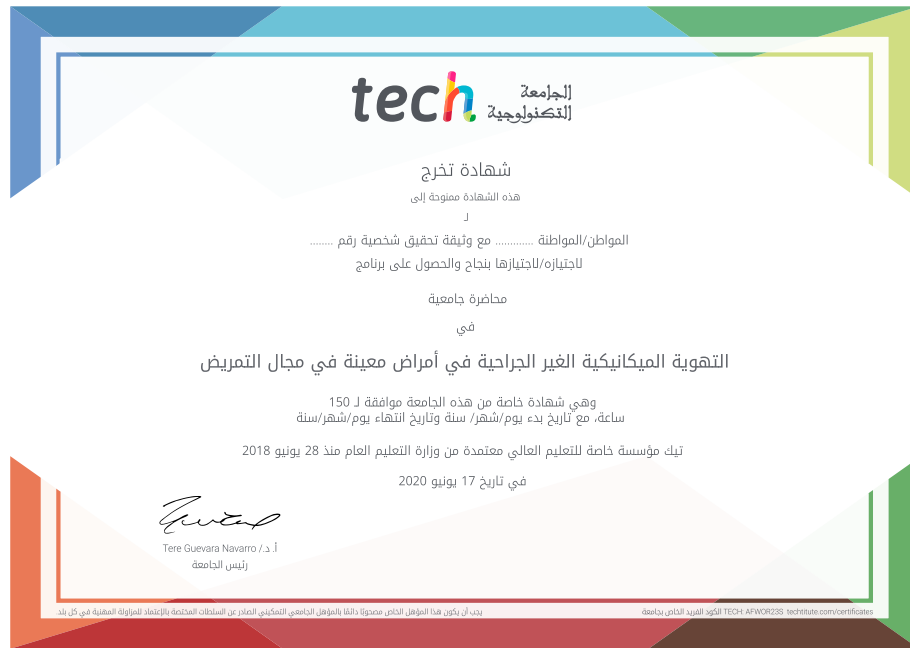 tech الجامعة
التكنولوجية
شهادة تخرج
هذه الشهادة ممنوحة إلى
لـ
المواطن/المواطنة ............ مع وثيقة تحقيق شخصية رقم ........
لاجتيازه/لاجتيازها بنجاح والحصول على برنامج
محاضرة جامعية
في
التهوية الميكانيكية الغير الجراحية في أمراض معينة في مجال التمريض
وهي شهادة خاصة من هذه الجامعة موافقة لـ 150
ساعة، مع تاريخ بدء يوم/شهر/ سنة وتاريخ انتهاء يوم/شهر/سنة
تيك مؤسسة خاصة للتعليم العالي معتمدة من وزارة التعليم العام منذ 28 يونيو 2018
في تاريخ 17 يونيو 2020
أ. د./ Tere Guevara Navarro
رئيس الجامعة
يجب أن يكون هذا المؤهل الخاص مصحوبًا دائمًا بالمؤهل الجامعي التمكيني الصادر عن السلطات المختصة بالإعتماد للمزاولة المهنية في كل بلد.
الكود الفريد الخاص بجامعة TECH: AFWOR23S techtitute.com/certificates